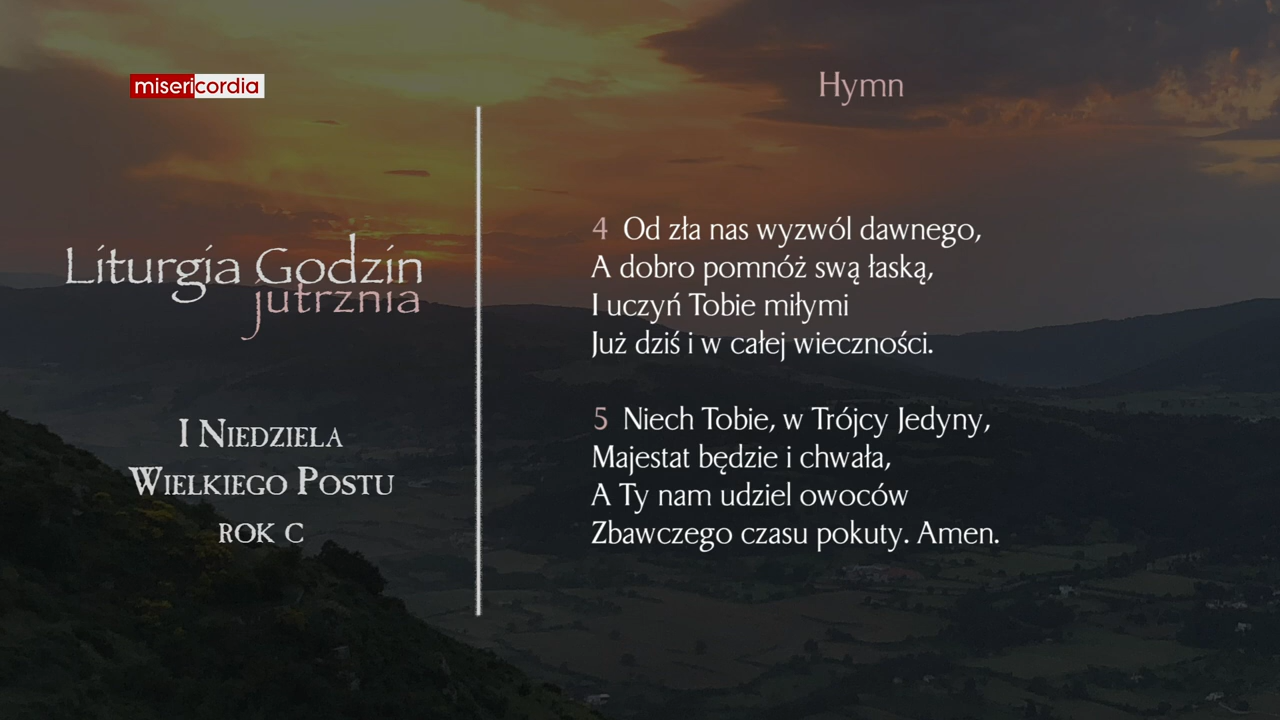 misericordia
Liturgia Godzin
jutrznia
I Niedziela
Wielkiego Postu
rok C
Hymn
4 Od zła nas wyzwól dawnego,
A dobro pomnóż swą łaską,
I uczyń Tobie miłymi
Już dziś i w całej wieczności.
5 Niech Tobie, w Trójcy Jedyny,
Majestat będzie i chwała,
A Ty nam udziel owoców
Zbawczego czasu pokuty. Amen.